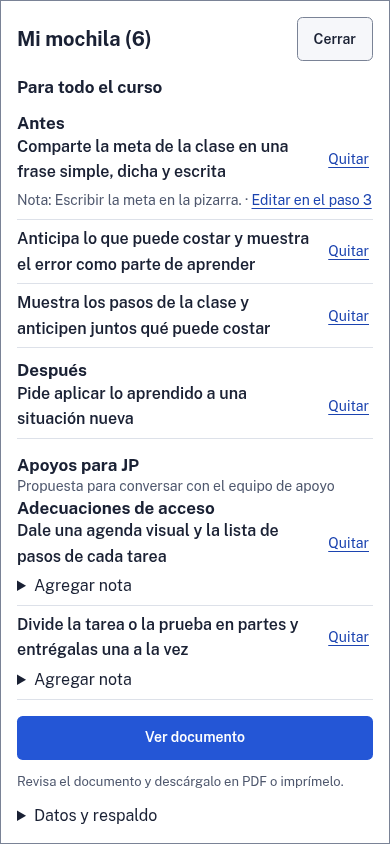 Mi mochila (6)
Cerrar
Para todo el curso
Antes
Comparte la meta de la clase en una
frase simple, dicha y escrita
Quitar
Nota: Escribir la meta en la pizarra. · Editar en el paso 3
Anticipa lo que puede costar y muestra
el error como parte de aprender
Quitar
Muestra los pasos de la clase y
anticipen juntos qué puede costar
Quitar
Después
Pide aplicar lo aprendido a una
situación nueva
Quitar
Apoyos para JP
Propuesta para conversar con el equipo de apoyo
Adecuaciones de acceso
Dale una agenda visual y la lista de
pasos de cada tarea
Quitar
Agregar nota
Divide la tarea o la prueba en partes y
entrégalas una a la vez
Quitar
Agregar nota
Ver documento
Revisa el documento y descárgalo en PDF o imprímelo.
Datos y respaldo